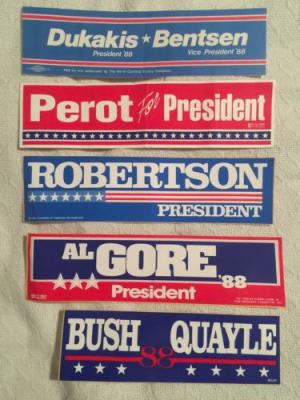 Dukakis ★ Bentsen
President '88 Vice President '88
Perot For President
ROBERTSON
PRESIDENT
AL GORE '88
President
BUSH QUAYLE
88